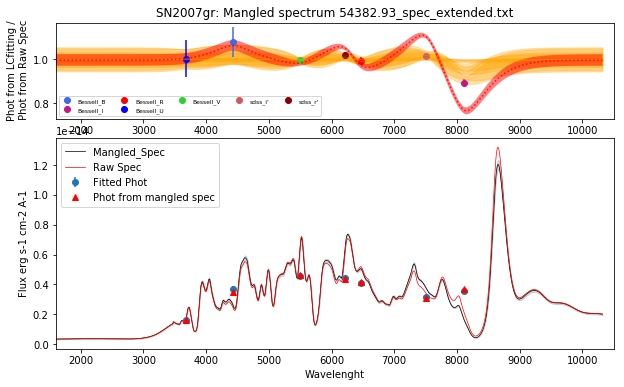 SN2007gr: Mangled spectrum 54382.93_spec_extended.txt
Phot from LCfitting /
Phot from Raw Spec
1.0
0.8
Bessell_B
Bessell_I
Bessell_R
Bessell_U
Bessell_V
sdss_i'
sdss_r'
2000 3000 4000 5000 6000 7000 8000 9000 10000
1e−14
Flux erg s-1 cm-2 A-1
1.2
1.0
0.8
0.6
0.4
0.2
0.0
Mangled_Spec
Raw Spec
Fitted Phot
Phot from mangled spec
2000 3000 4000 5000 6000 7000 8000 9000 10000
Wavelenght